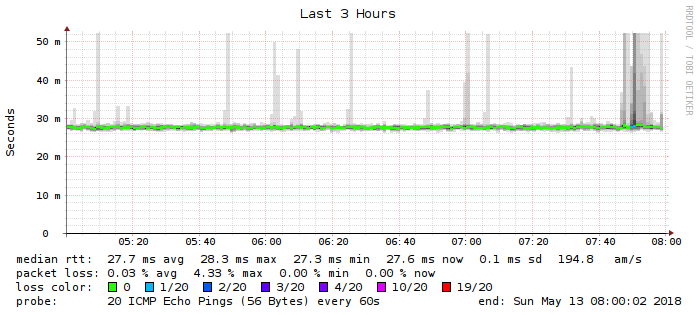 Last 3 Hours
RRDTOOL / TOBI OETIKER
Seconds
50 m
40 m
30 m
20 m
10 m
0
05:20 05:40 06:00 06:20 06:40 07:00 07:20 07:40 08:00
median rtt: 27.7 ms avg 28.3 ms max 27.3 ms min 27.6 ms now 0.1 ms sd 194.8 am/s
packet loss: 0.03 % avg 4.33 % max 0.00 % min 0.00 % now
loss color: 0 1/20 2/20 3/20 4/20 10/20 19/20
probe: 20 ICMP Echo Pings (56 Bytes) every 60s end: Sun May 13 08:00:02 2018